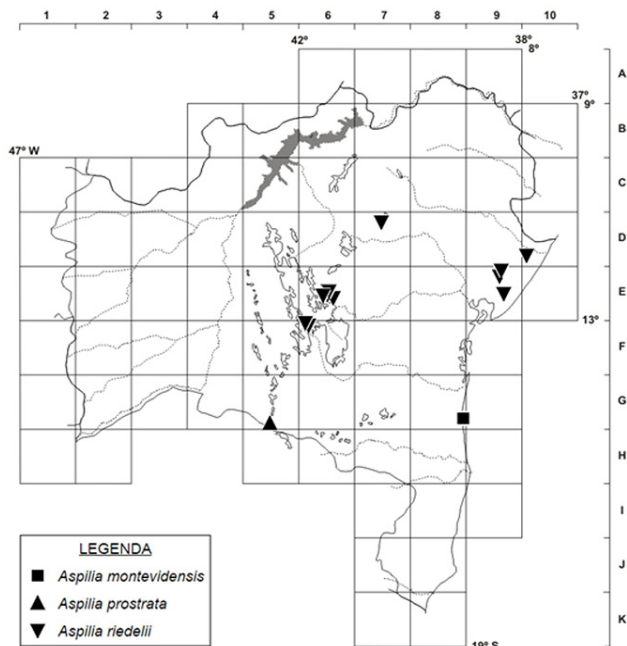 1 2 3 4 5 6 7 8 9 10
42° 38°
8°
A
37°
9°
B
47° W
C
D
E
13°
F
G
H
I
J
K
19° S
LEGENDA
Aspilia montevidensis
Aspilia prostrata
Aspilia riedelii